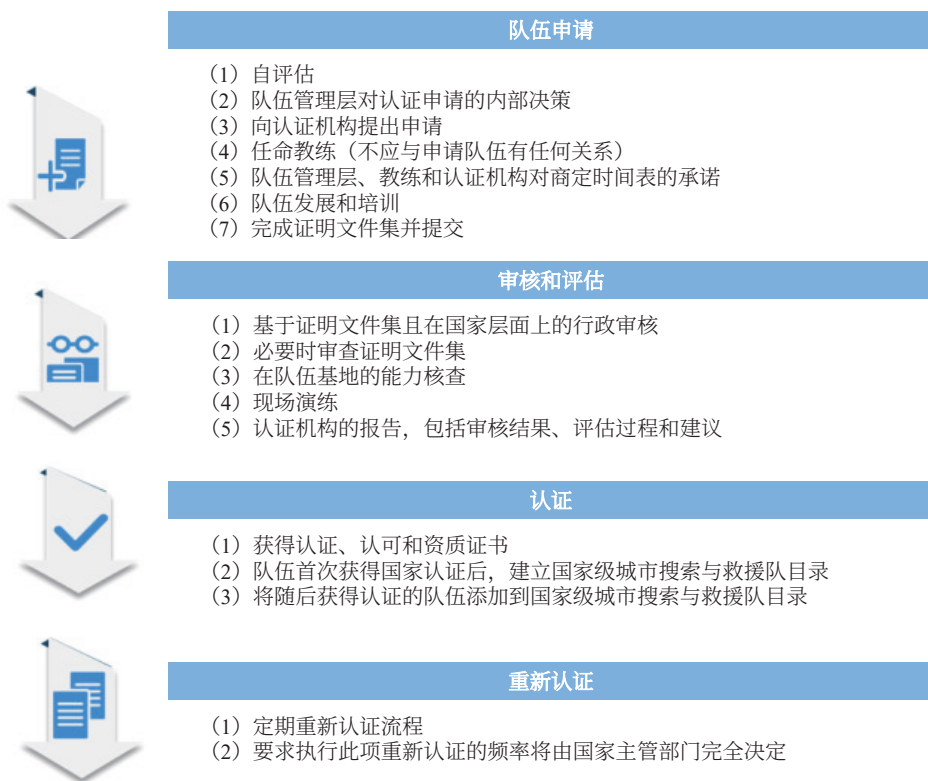 队伍申请
（1）自评估
（2）队伍管理层对认证申请的内部决策
（3）向认证机构提出申请
（4）任命教练（不应与申请队伍有任何关系）
（5）队伍管理层、教练和认证机构对商定时间表的承诺
（6）队伍发展和培训
（7）完成证明文件集并提交
审核和评估
（1）基于证明文件集且在国家层面上的行政审核
（2）必要时审查证明文件集
（3）在队伍基地的能力核查
（4）现场演练
（5）认证机构的报告，包括审核结果、评估过程和建议
认证
（1）获得认证、认可和资质证书
（2）队伍首次获得国家认证后，建立国家级城市搜索与救援队目录
（3）将随后获得认证的队伍添加到国家级城市搜索与救援队目录
重新认证
（1）定期重新认证流程
（2）要求执行此项重新认证的频率将由国家主管部门完全决定